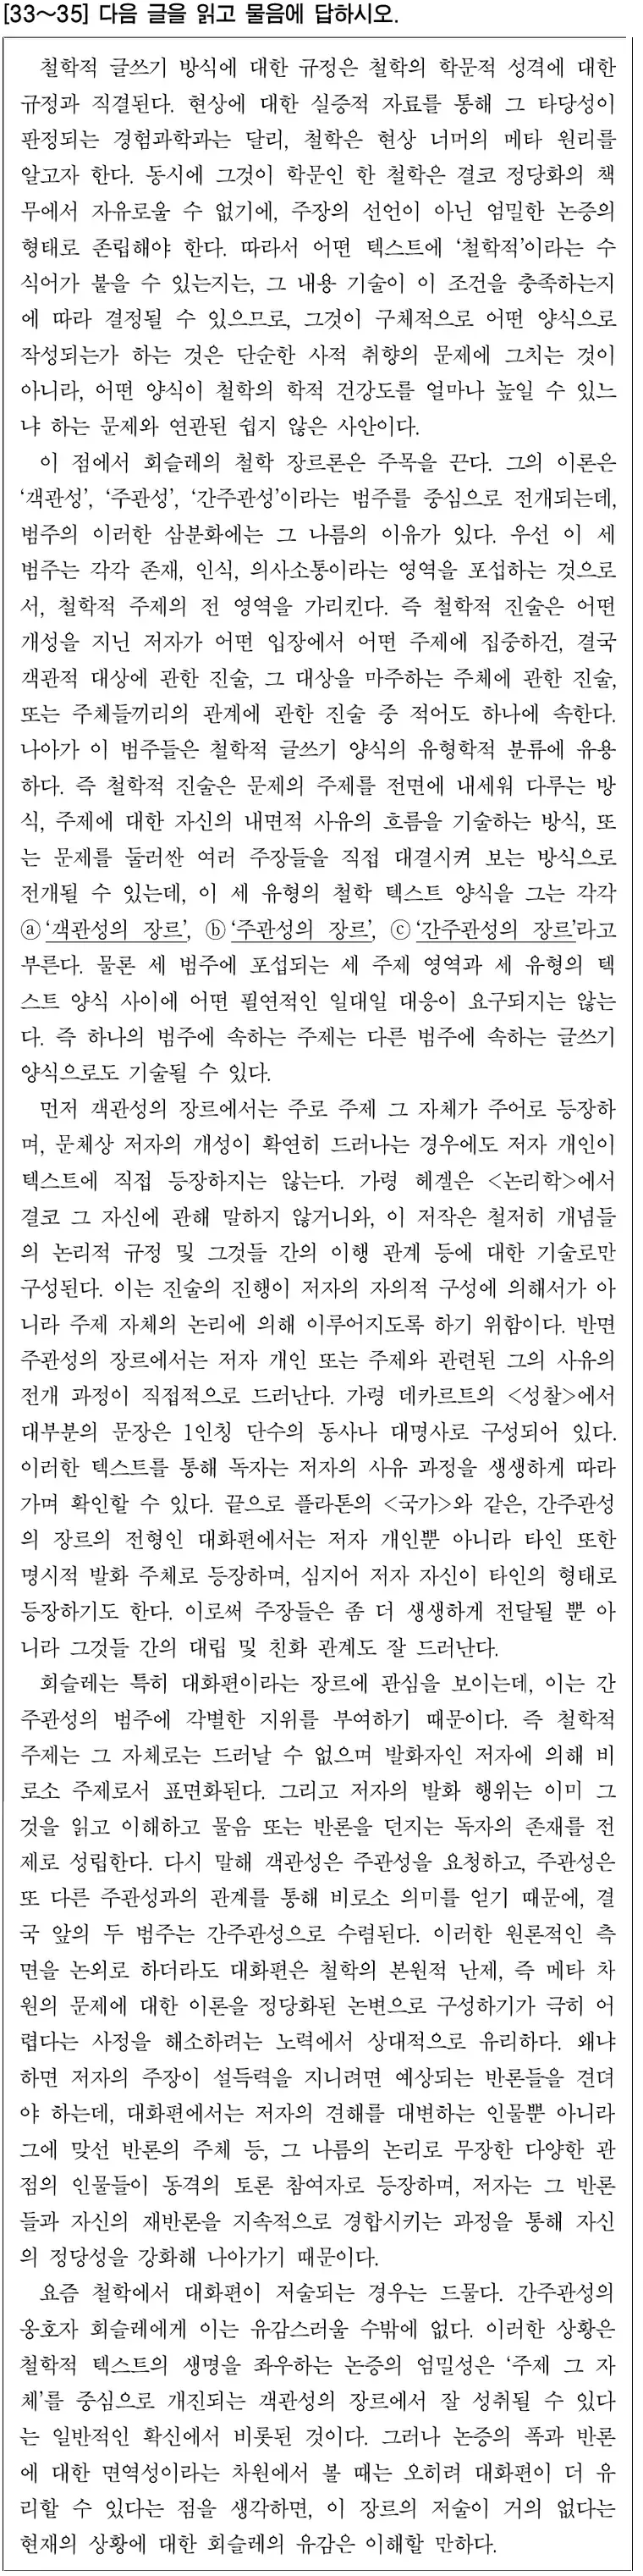 [33～35] 다음 글을 읽고 물음에 답하시오.
철학적 글쓰기 방식에 대한 규정은 철학의 학문적 성격에 대한
규정과 직결된다. 현상에 대한 실증적 자료를 통해 그 타당성이
판정되는 경험과학과는 달리, 철학은 현상 너머의 메타 원리를
알고자 한다. 동시에 그것이 학문인 한 철학은 결코 정당화의 책
무에서 자유로울 수 없기에, 주장의 선언이 아닌 엄밀한 논증의
형태로 존립해야 한다. 따라서 어떤 텍스트에 ‘철학적’이라는 수
식어가 붙을 수 있는지는, 그 내용 기술이 이 조건을 충족하는지
에 따라 결정될 수 있으므로, 그것이 구체적으로 어떤 양식으로
작성되는가 하는 것은 단순한 사적 취향의 문제에 그치는 것이
아니라, 어떤 양식이 철학의 학적 건강도를 얼마나 높일 수 있느
냐 하는 문제와 연관된 쉽지 않은 사안이다.
이 점에서 회슬레의 철학 장르론은 주목을 끈다. 그의 이론은
‘객관성’, ‘주관성’, ‘간주관성’이라는 범주를 중심으로 전개되는데,
범주의 이러한 삼분화에는 그 나름의 이유가 있다. 우선 이 세
범주는 각각 존재, 인식, 의사소통이라는 영역을 포섭하는 것으로
서, 철학적 주제의 전 영역을 가리킨다. 즉 철학적 진술은 어떤
개성을 지닌 저자가 어떤 입장에서 어떤 주제에 집중하건, 결국
객관적 대상에 관한 진술, 그 대상을 마주하는 주체에 관한 진술,
또는 주체들끼리의 관계에 관한 진술 중 적어도 하나에 속한다.
나아가 이 범주들은 철학적 글쓰기 양식의 유형학적 분류에 유용
하다. 즉 철학적 진술은 문제의 주제를 전면에 내세워 다루는 방
식, 주제에 대한 자신의 내면적 사유의 흐름을 기술하는 방식, 또
는 문제를 둘러싼 여러 주장들을 직접 대결시켜 보는 방식으로
전개될 수 있는데, 이 세 유형의 철학 텍스트 양식을 그는 각각
ⓐ‘객관성의 장르’, ⓑ‘주관성의 장르’, ⓒ‘간주관성의 장르’라고
부른다. 물론 세 범주에 포섭되는 세 주제 영역과 세 유형의 텍
스트 양식 사이에 어떤 필연적인 일대일 대응이 요구되지는 않는
다. 즉 하나의 범주에 속하는 주제는 다른 범주에 속하는 글쓰기
양식으로도 기술될 수 있다.
먼저 객관성의 장르에서는 주로 주제 그 자체가 주어로 등장하
며, 문체상 저자의 개성이 확연히 드러나는 경우에도 저자 개인이
텍스트에 직접 등장하지는 않는다. 가령 헤겔은 <논리학>에서
결코 그 자신에 관해 말하지 않거니와, 이 저작은 철저히 개념들
의 논리적 규정 및 그것들 간의 이행 관계 등에 대한 기술로만
구성된다. 이는 진술의 진행이 저자의 자의적 구성에 의해서가 아
니라 주제 자체의 논리에 의해 이루어지도록 하기 위함이다. 반면
주관성의 장르에서는 저자 개인 또는 주제와 관련된 그의 사유의
전개 과정이 직접적으로 드러난다. 가령 데카르트의 <성찰>에서
대부분의 문장은 1인칭 단수의 동사나 대명사로 구성되어 있다.
이러한 텍스트를 통해 독자는 저자의 사유 과정을 생생하게 따라
가며 확인할 수 있다. 끝으로 플라톤의 <국가>와 같은, 간주관성
의 장르의 전형인 대화편에서는 저자 개인뿐 아니라 타인 또한
명시적 발화 주체로 등장하며, 심지어 저자 자신이 타인의 형태로
등장하기도 한다. 이로써 주장들은 좀 더 생생하게 전달될 뿐 아
니라 그것들 간의 대립 및 친화 관계도 잘 드러난다.
회슬레는 특히 대화편이라는 장르에 관심을 보이는데, 이는 간
주관성의 범주에 각별한 지위를 부여하기 때문이다. 즉 철학적
주제는 그 자체로는 드러날 수 없으며 발화자인 저자에 의해 비
로소 주제로서 표면화된다. 그리고 저자의 발화 행위는 이미 그
것을 읽고 이해하고 물음 또는 반론을 던지는 독자의 존재를 전
제로 성립한다. 다시 말해 객관성은 주관성을 요청하고, 주관성은
또 다른 주관성과의 관계를 통해 비로소 의미를 얻기 때문에, 결
국 앞의 두 범주는 간주관성으로 수렴된다. 이러한 원론적인 측
면을 논외로 하더라도 대화편은 철학의 본원적 난제, 즉 메타 차
원의 문제에 대한 이론을 정당화된 논변으로 구성하기가 극히 어
렵다는 사정을 해소하려는 노력에서 상대적으로 유리하다. 왜냐
하면 저자의 주장이 설득력을 지니려면 예상되는 반론들을 견뎌
야 하는데, 대화편에서는 저자의 견해를 대변하는 인물뿐 아니라
그에 맞선 반론의 주체 등, 그 나름의 논리로 무장한 다양한 관
점의 인물들이 동격의 토론 참여자로 등장하며, 저자는 그 반론
들과 자신의 재반론을 지속적으로 경합시키는 과정을 통해 자신
의 정당성을 강화해 나아가기 때문이다.
요즘 철학에서 대화편이 저술되는 경우는 드물다. 간주관성의
옹호자 회슬레에게 이는 유감스러울 수밖에 없다. 이러한 상황은
철학적 텍스트의 생명을 좌우하는 논증의 엄밀성은 ‘주제 그 자
체’를 중심으로 개진되는 객관성의 장르에서 잘 성취될 수 있다
는 일반적인 확신에서 비롯된 것이다. 그러나 논증의 폭과 반론
에 대한 면역성이라는 차원에서 볼 때는 오히려 대화편이 더 유
리할 수 있다는 점을 생각하면, 이 장르의 저술이 거의 없다는
현재의 상황에 대한 회슬레의 유감은 이해할 만하다.